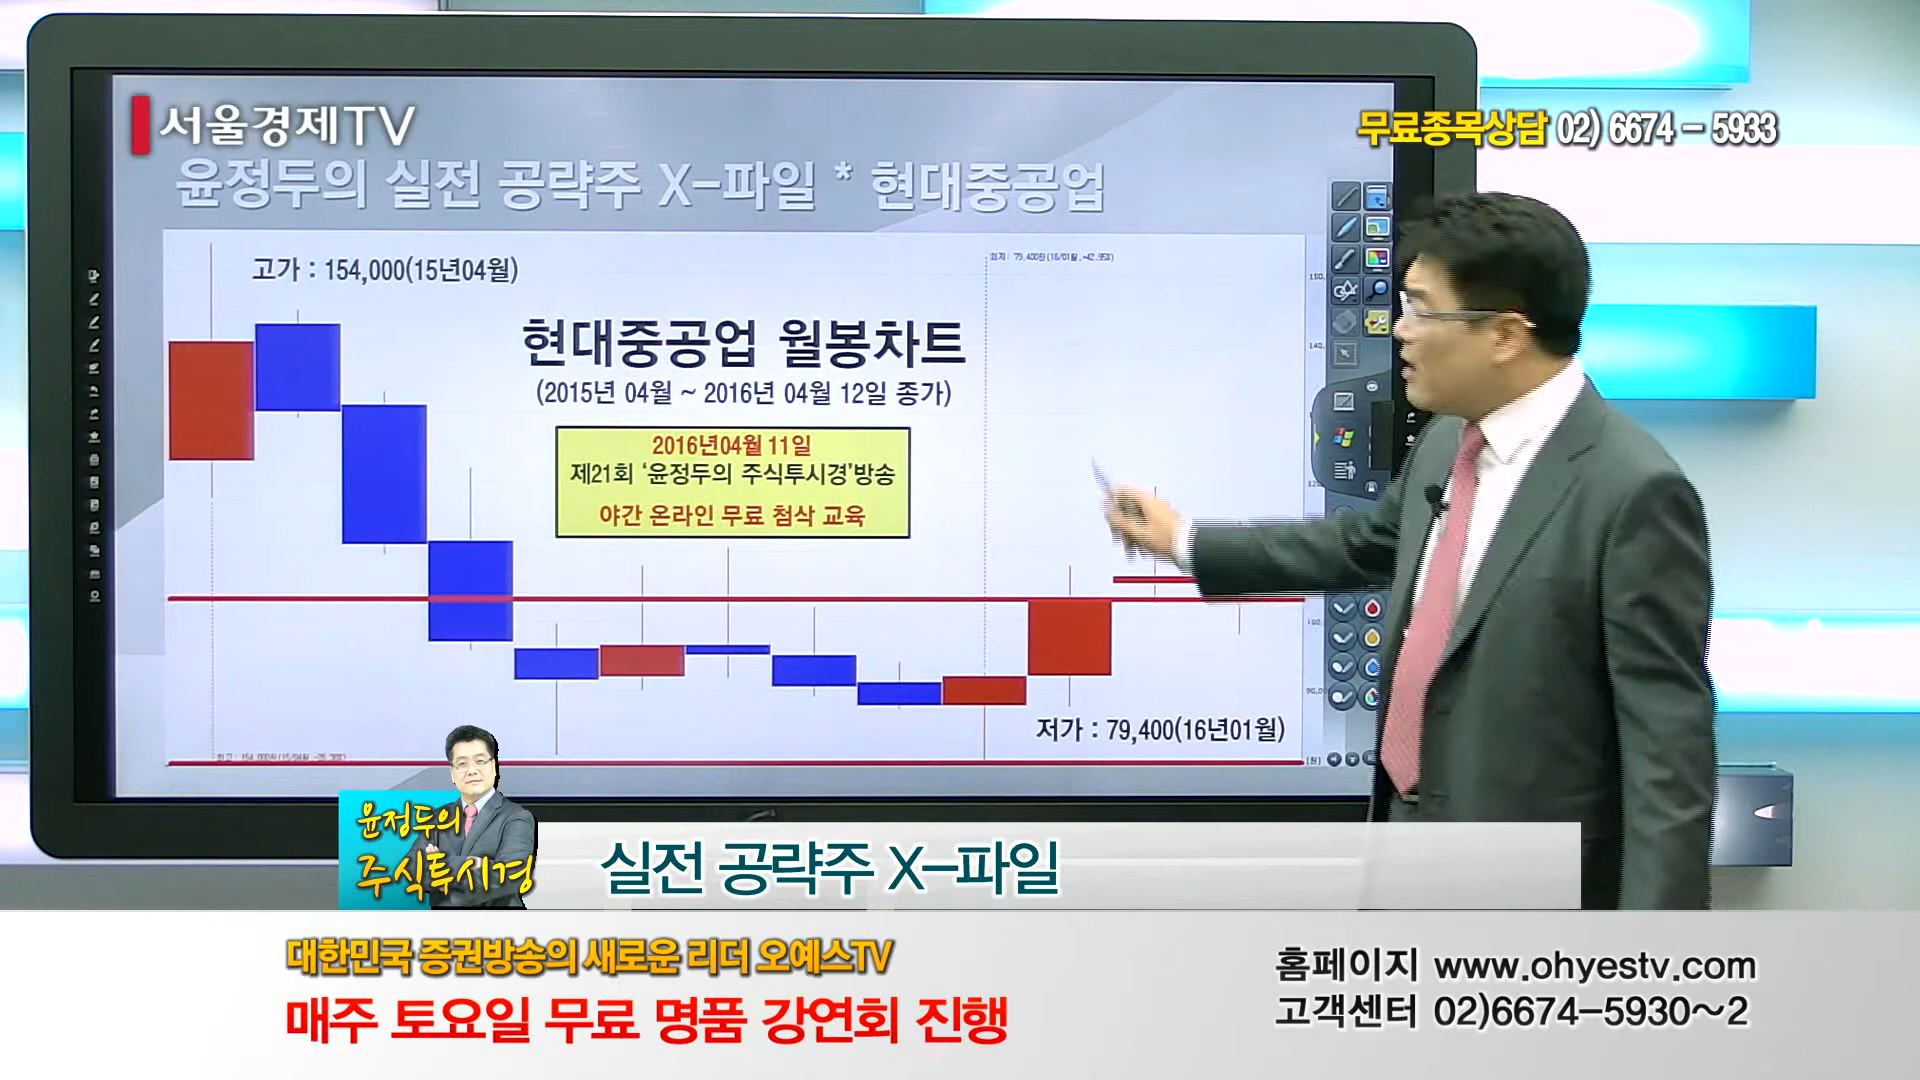 서울경제TV
무료종목상담 02) 6674 - 5933
윤정두의 실전 공략주 X-파일 * 현대중공업
고가 : 154,000(15년04월)
현대중공업 월봉차트
(2015년 04월 ~ 2016년 04월 12일 종가)
2016년04월 11일
제21회 '윤정두의 주식투시경'방송
야간 온라인 무료 첨삭 교육
저가 : 79,400(16년01월)
윤정두의
주식투시경
실전 공략주 X-파일
대한민국 증권방송의 새로운 리더 오예스TV
매주 토요일 무료 명품 강연회 진행
홈페이지 www.ohyestv.com
고객센터 02)6674-5930~2